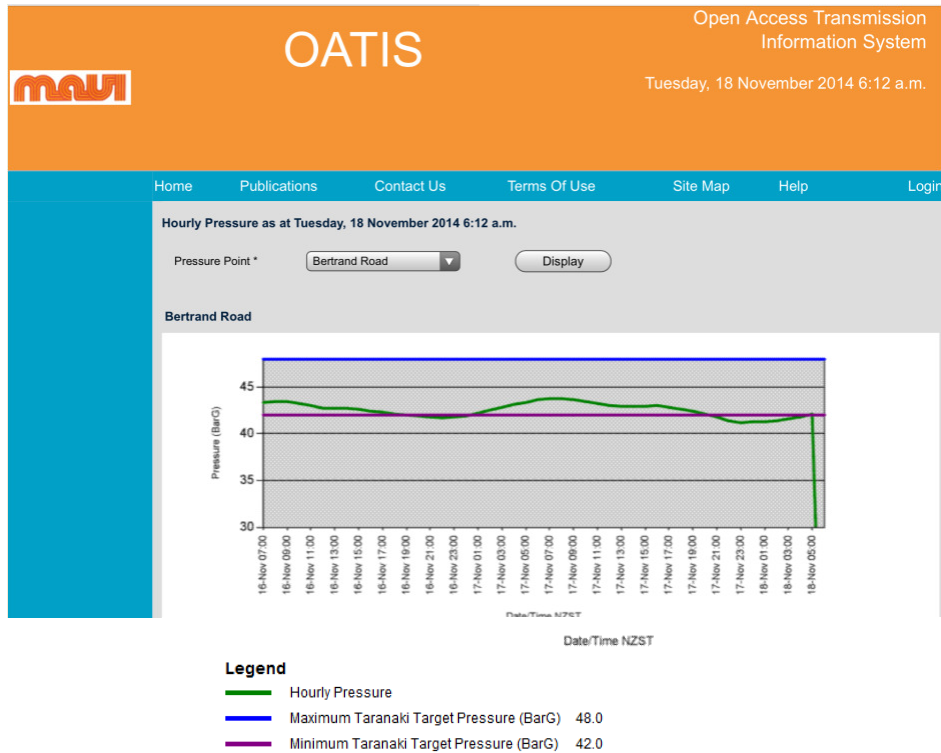 OATIS
Open Access Transmission
Information System
Tuesday, 18 November 2014 6:12 a.m.
maui
Home Publications Contact Us Terms Of Use Site Map Help Login
Hourly Pressure as at Tuesday, 18 November 2014 6:12 a.m.
Pressure Point * Bertrand Road Display
Bertrand Road
Pressure (BarG)
45
40
35
30
16-Nov 07:00
16-Nov 09:00
16-Nov 11:00
16-Nov 13:00
16-Nov 15:00
16-Nov 17:00
16-Nov 19:00
16-Nov 21:00
16-Nov 23:00
17-Nov 01:00
17-Nov 03:00
17-Nov 05:00
17-Nov 07:00
17-Nov 09:00
17-Nov 11:00
17-Nov 13:00
17-Nov 15:00
17-Nov 17:00
17-Nov 19:00
17-Nov 21:00
17-Nov 23:00
18-Nov 01:00
18-Nov 03:00
18-Nov 05:00
Date/Time NZST
Date/Time NZST
Legend
Hourly Pressure
Maximum Taranaki Target Pressure (BarG) 48.0
Minimum Taranaki Target Pressure (BarG) 42.0